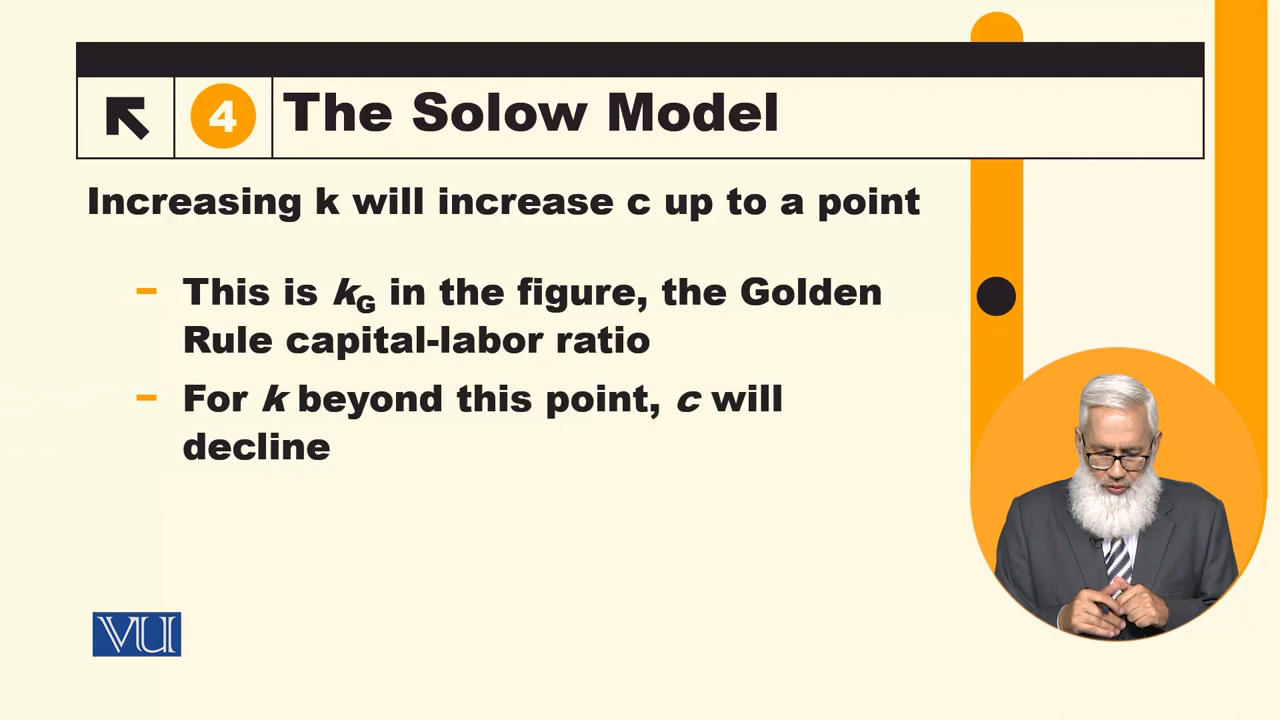 4 The Solow Model
Increasing k will increase c up to a point
– This is kG in the figure, the Golden
Rule capital-labor ratio
– For k beyond this point, c will
decline
VU